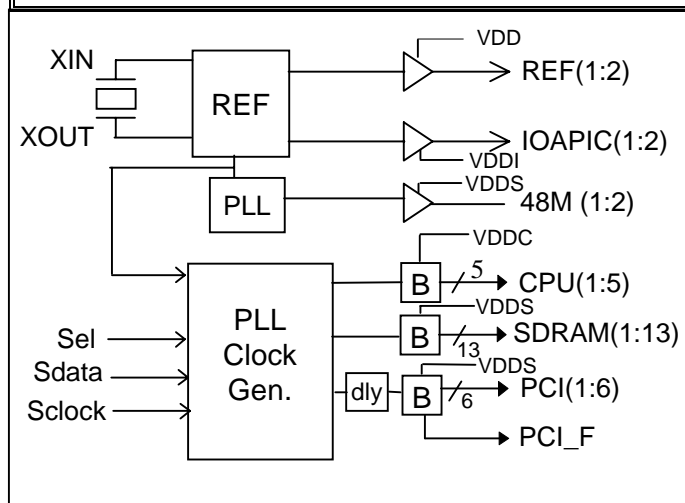 VDD
XIN
REF
REF(1:2)
XOUT
IOAPIC(1:2)
VDDI
VDDS
PLL
48M (1:2)
VDDC
5
B
CPU(1:5)
VDDS
Sel
PLL
Clock
Gen.
B
SDRAM(1:13)
13
VDDS
Sdata
dly
B
PCI(1:6)
6
Sclock
PCI_F